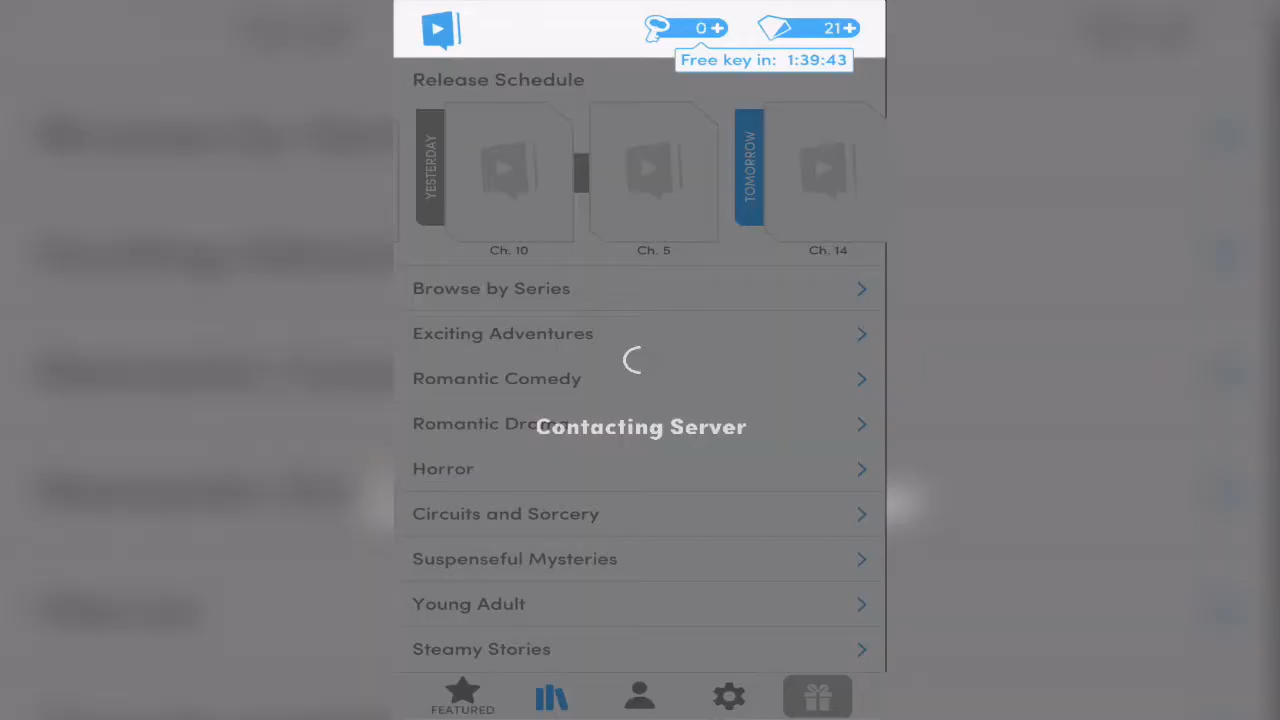 0+
21+
Free key in: 1:39:43
Release Schedule
YESTERDAY
TOMORROW
Ch. 10
Ch. 5
Ch. 14
Browse by Series
Exciting Adventures
Romantic Comedy
Romantic Drama
Contacting Server
Horror
Circuits and Sorcery
Suspenseful Mysteries
Young Adult
Steamy Stories
FEATURED